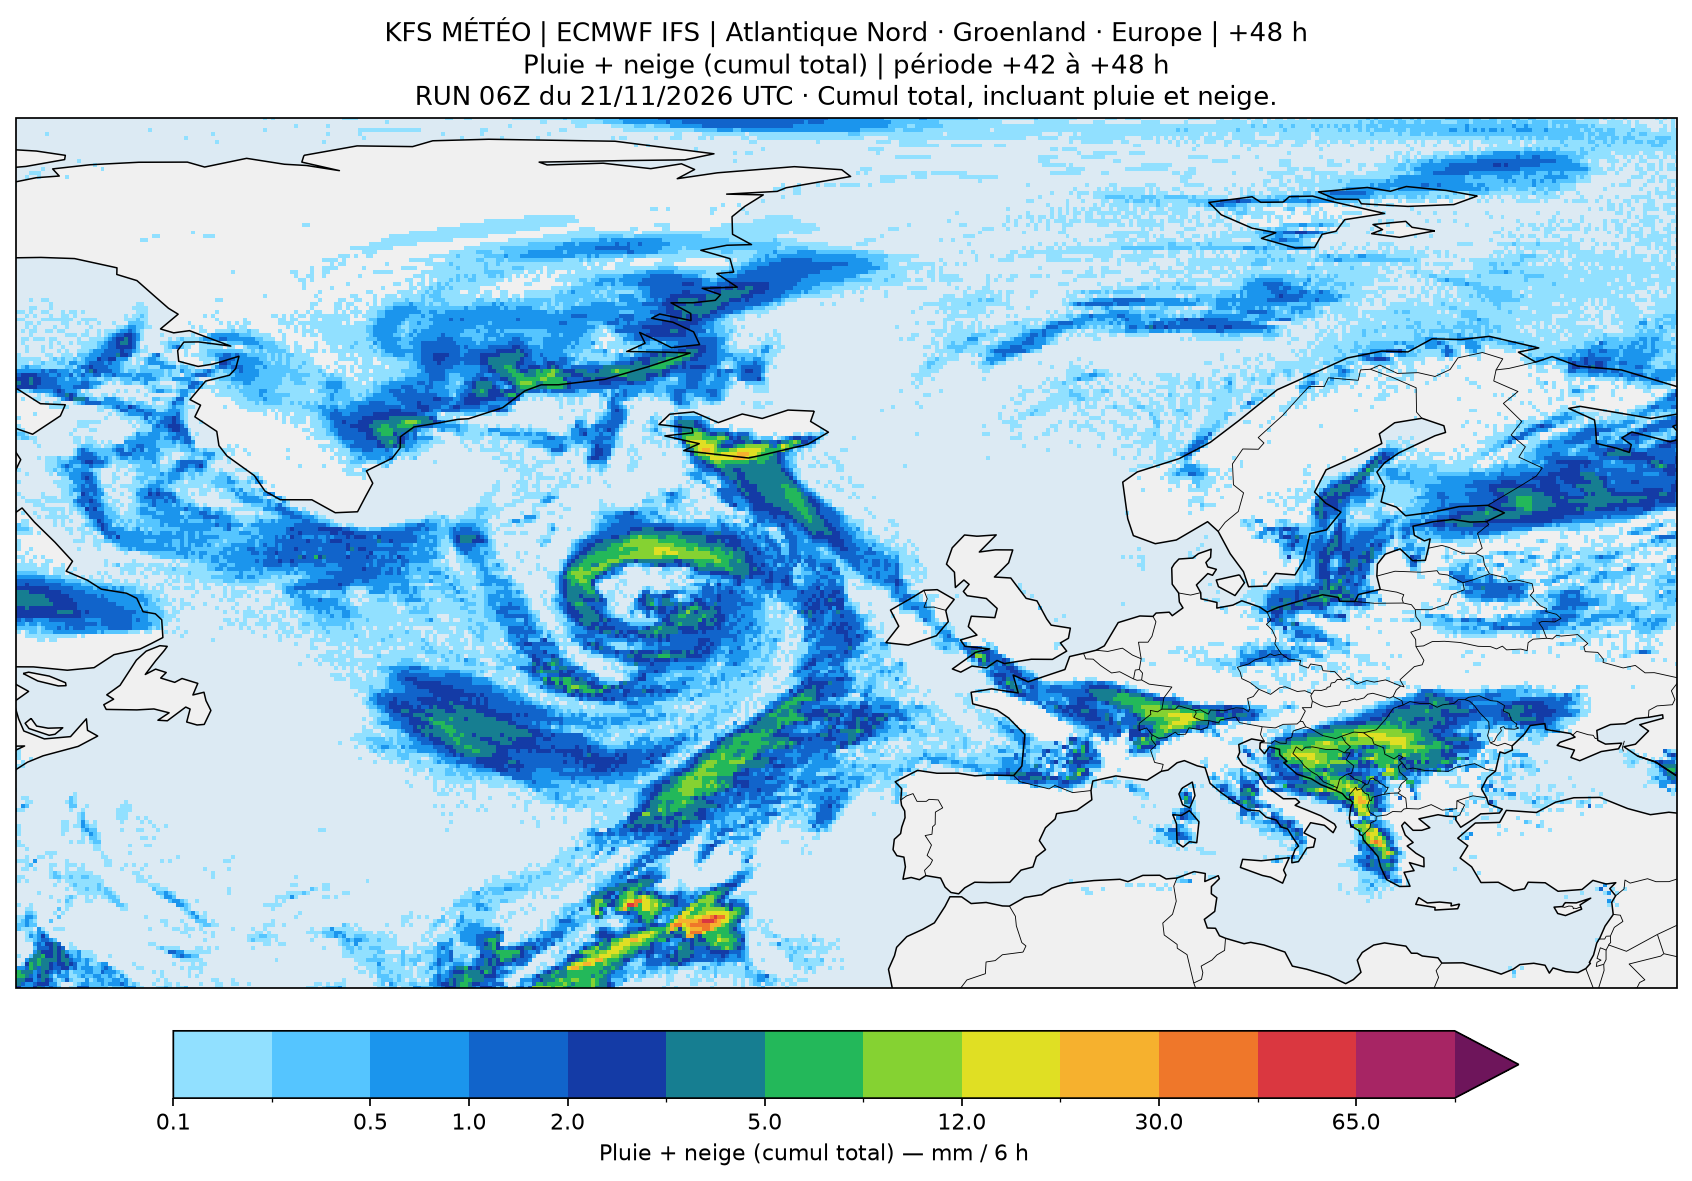 KFS MÉTÉO | ECMWF IFS | Atlantique Nord · Groenland · Europe | +48 h
Pluie + neige (cumul total) | période +42 à +48 h
RUN 06Z du 21/11/2026 UTC · Cumul total, incluant pluie et neige.
0.1 0.5 1.0 2.0 5.0 12.0 30.0 65.0
Pluie + neige (cumul total) — mm / 6 h